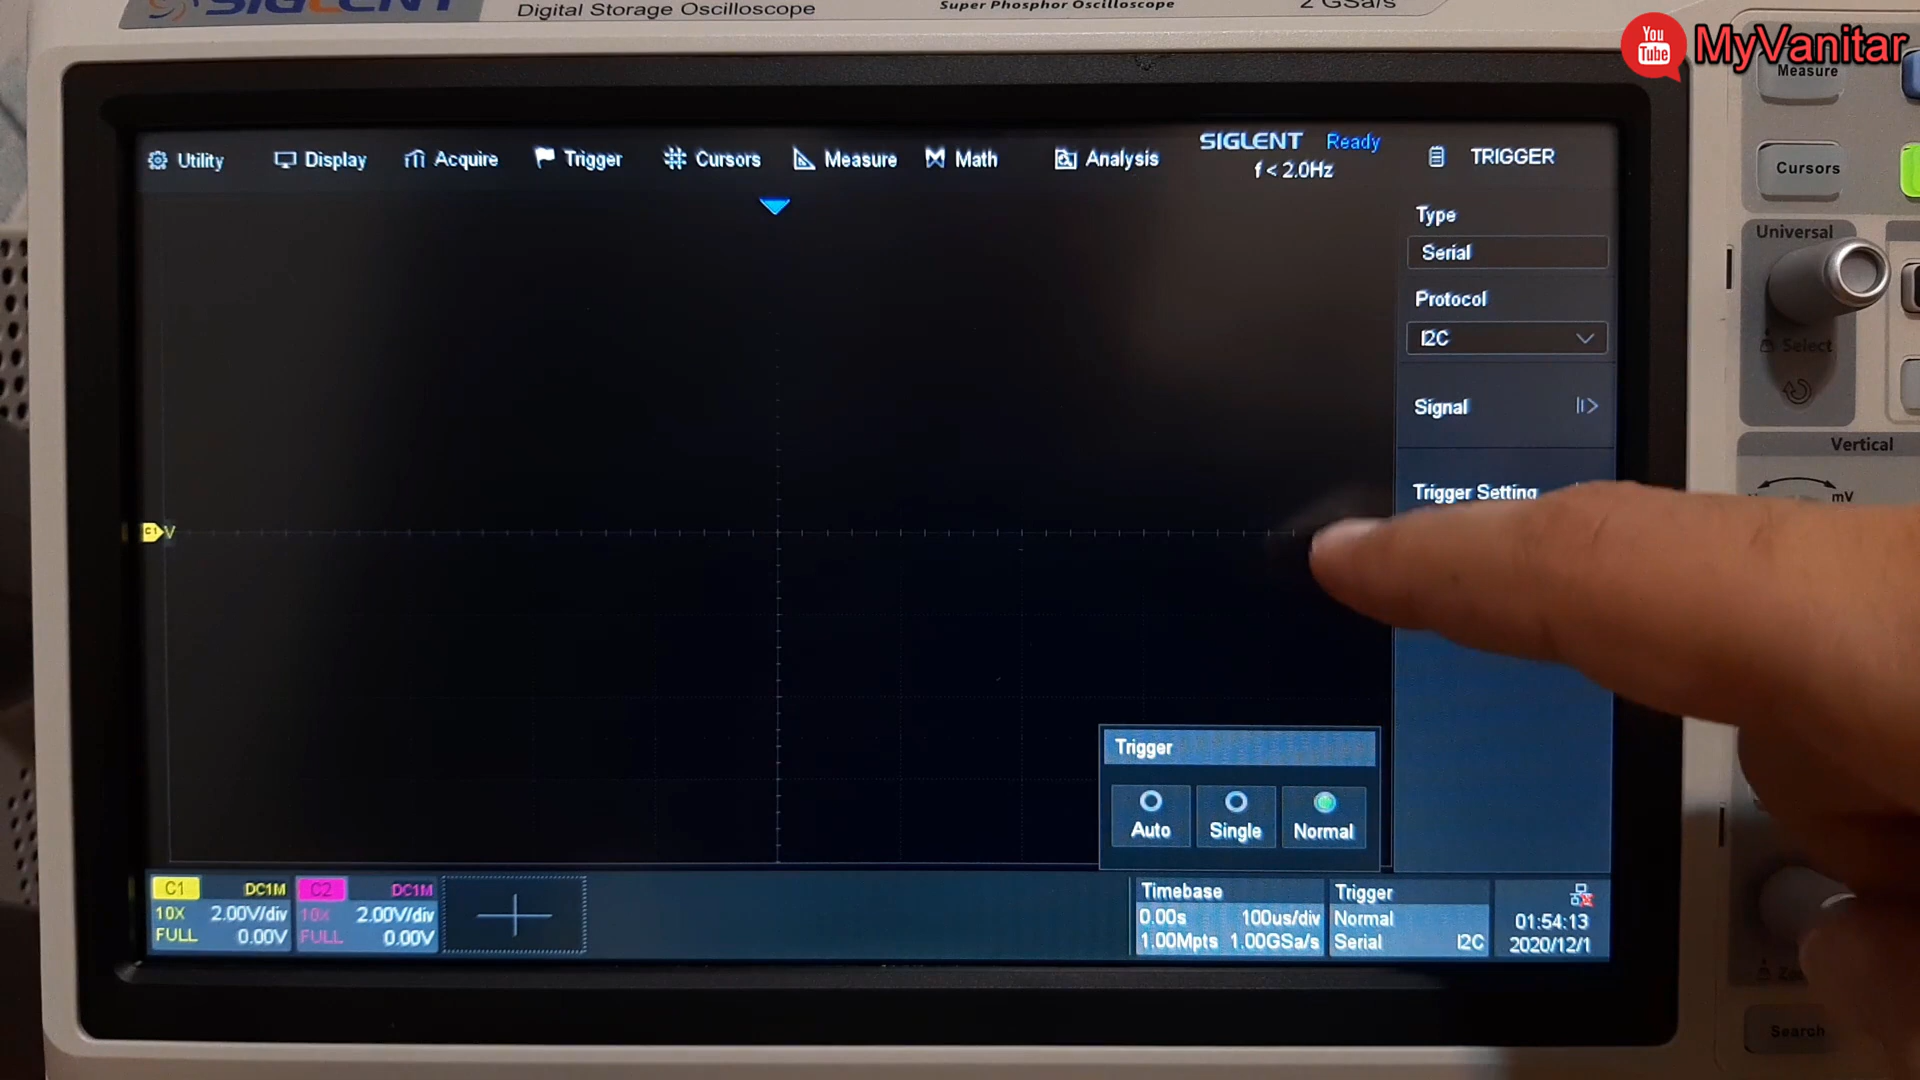 SIGLENT
Digital Storage Oscilloscope
Super Phosphor Oscilloscope
2 GSa/s
You
Tube
MyVanitar
Measure
Utility
Display
Acquire
Trigger
Cursors
Measure
Math
Analysis
SIGLENT
Ready
f < 2.0Hz
TRIGGER
Cursors
Type
Serial
Universal
Protocol
I2C
Select
Signal
Vertical
Trigger Setting
mV
C1
Trigger
Auto
Single
Normal
C1 DC1M
10X 2.00V/div
FULL 0.00V
C2 DC1M
10X 2.00V/div
FULL 0.00V
Timebase
0.00s 100us/div
1.00Mpts 1.00GSa/s
Trigger
Normal
Serial I2C
01:54:13
2020/12/1
Search